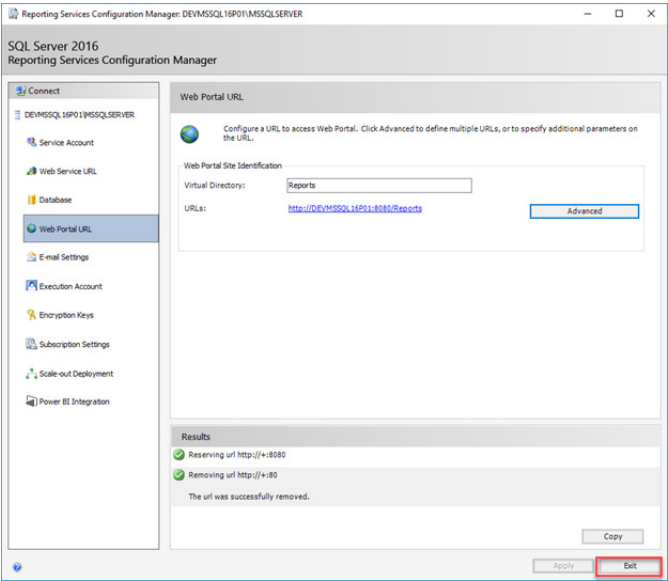 Reporting Services Configuration Manager: DEVMSSQL16P01\MSSQLSERVER
SQL Server 2016
Reporting Services Configuration Manager
Connect
DEVMSSQL16P01\MSSQLSERVER
Service Account
Web Service URL
Database
Web Portal URL
E-mail Settings
Execution Account
Encryption Keys
Subscription Settings
Scale-out Deployment
Power BI Integration
Web Portal URL
Configure a URL to access Web Portal. Click Advanced to define multiple URLs, or to specify additional parameters on
the URL.
Web Portal Site Identification
Virtual Directory:
Reports
URLs:
http://DEVMSSQL16P01:8080/Reports
Advanced
Results
Reserving url http://+:8080
Removing url http://+:80
The url was successfully removed.
Copy
Apply
Exit